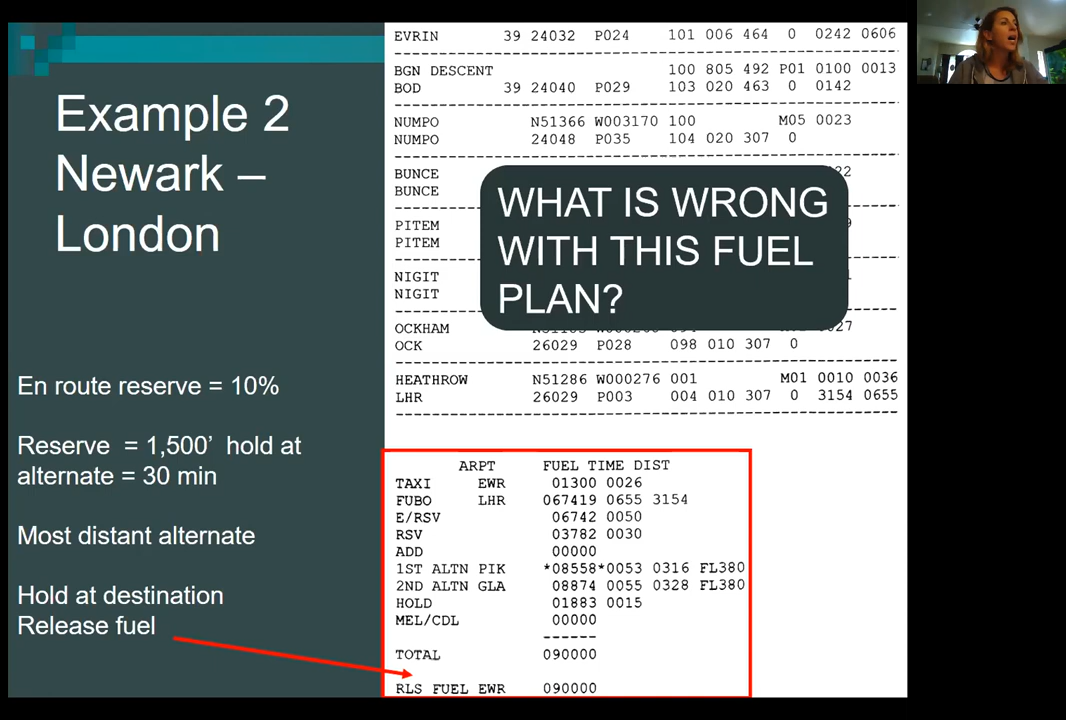 Example 2
Newark –
London
En route reserve = 10%
Reserve = 1,500’ hold at
alternate = 30 min
Most distant alternate
Hold at destination
Release fuel
EVRIN 39 24032 P024 101 006 464 0 0242 0606
BGN DESCENT 100 805 492 P01 0100 0013
BOD 39 24040 P029 103 020 463 0 0142
NUMPO N51366 W003170 100 M05 0023
NUMPO 24048 P035 104 020 307 0
BUNCE
BUNCE
PITEM
PITEM
NIGIT
NIGIT
WHAT IS WRONG
WITH THIS FUEL
PLAN?
OCKHAM
OCK 26029 P028 098 010 307 0
HEATHROW N51286 W000276 001 M01 0010 0036
LHR 26029 P003 004 010 307 0 3154 0655
ARPT FUEL TIME DIST
TAXI EWR 01300 0026
FUBO LHR 067419 0655 3154
E/RSV 06742 0050
RSV 03782 0030
ADD 00000
1ST ALTN PIK *08558*0053 0316 FL380
2ND ALTN GLA 08874 0055 0328 FL380
HOLD 01883 0015
MEL/CDL 00000
TOTAL 090000
RLS FUEL EWR 090000